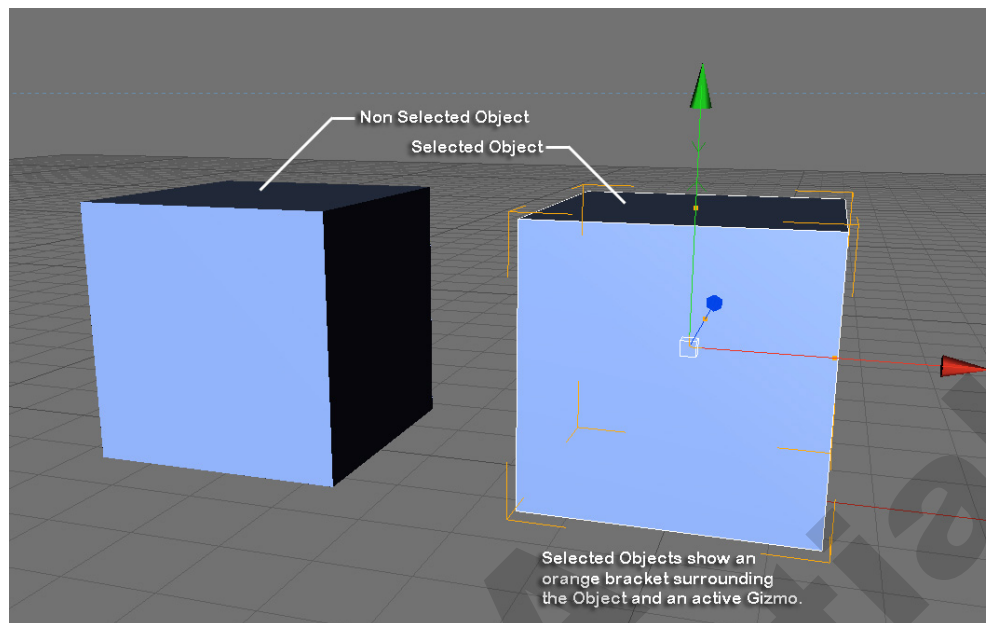 Non Selected Object
Selected Object
Selected Objects show an
orange bracket surrounding
the Object and an active Gizmo.